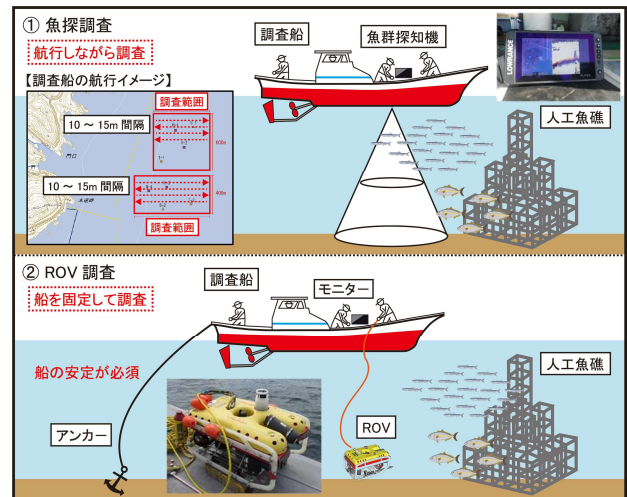 ① 魚探調査
航行しながら調査
【調査船の航行イメージ】
調査範囲
10 ～ 15m 間隔
600m
10 ～ 15m 間隔
400m
調査範囲
調査船
魚群探知機
LOWRANCE
人工魚礁
② ROV 調査
船を固定して調査
調査船
モニター
船の安定が必須
人工魚礁
アンカー
ROV